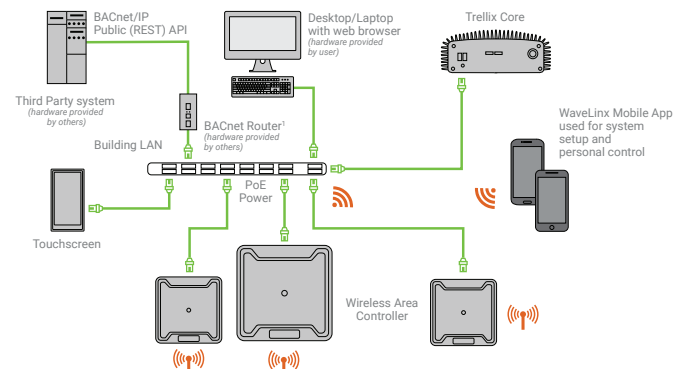 BACnet/IP
Public (REST) API
Desktop/Laptop
with web browser
(hardware provided
by user)
Trellix Core
Third Party system
(hardware provided
by others)
BACnet Router¹
(hardware provided
by others)
Building LAN
WaveLinx Mobile App
used for system
setup and
personal control
PoE
Power
Touchscreen
Wireless Area
Controller